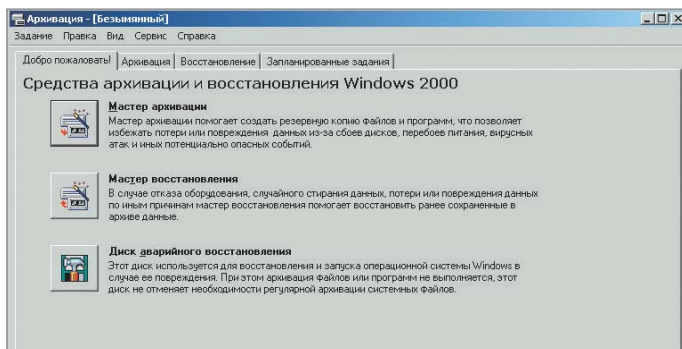 Архивация - [Безымянный]
Задание Правка Вид Сервис Справка
Добро пожаловать! Архивация Восстановление Запланированные задания
Средства архивации и восстановления Windows 2000
Мастер архивации
Мастер архивации помогает создать резервную копию файлов и программ, что позволяет
избежать потери или повреждения данных из-за сбоев дисков, перебоев питания, вирусных
атак и иных потенциально опасных событий.
Мастер восстановления
В случае отказа оборудования, случайного стирания данных, потери или повреждения данных
по иным причинам мастер восстановления помогает восстановить ранее сохраненные в
архиве данные.
Диск аварийного восстановления
Этот диск используется для восстановления и запуска операционной системы Windows в
случае ее повреждения. При этом архивация файлов или программ не выполняется, этот
диск не отменяет необходимости регулярной архивации системных файлов.